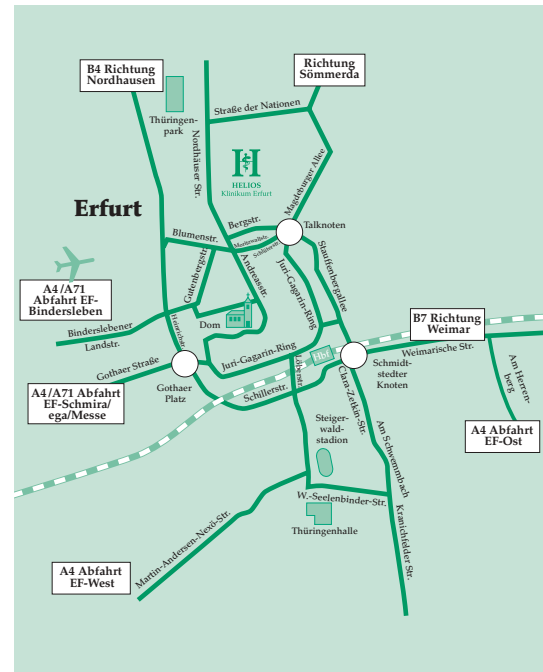 B4 Richtung
Nordhausen
Richtung
Sömmerda
Straße der Nationen
Thüringen-
park
Nordhäuser Str.
HELIOS
Klinikum Erfurt
Magdeburger Allee
Erfurt
Bergstr.
Talknoten
Blumenstr.
Moritzwallstr.
Schlüterstr.
Stauffenbergallee
Gutenbergstr.
Andreasstr.
Juri-Gagarin-Ring
A4/A71
Abfahrt EF-
Bindersleben
B7 Richtung
Weimar
Binderslebener
Landstr.
Heinrichstr.
Dom
Hbf
Weimarische Str.
Gothaer Straße
Juri-Gagarin-Ring
Löberstr.
Schmidt-
stedter
Knoten
Am Herren-
berg
Gothaer
Platz
Schillerstr.
Clara-Zetkin-Str.
A4/A71 Abfahrt
EF-Schmira/
ega/Messe
Steiger-
wald-
stadion
Am Schwemmbach
A4 Abfahrt
EF-Ost
W.-Seelenbinder-Str.
Thüringenhalle
Kranichfelder Str.
Martin-Andersen-Nexö-Str.
A4 Abfahrt
EF-West